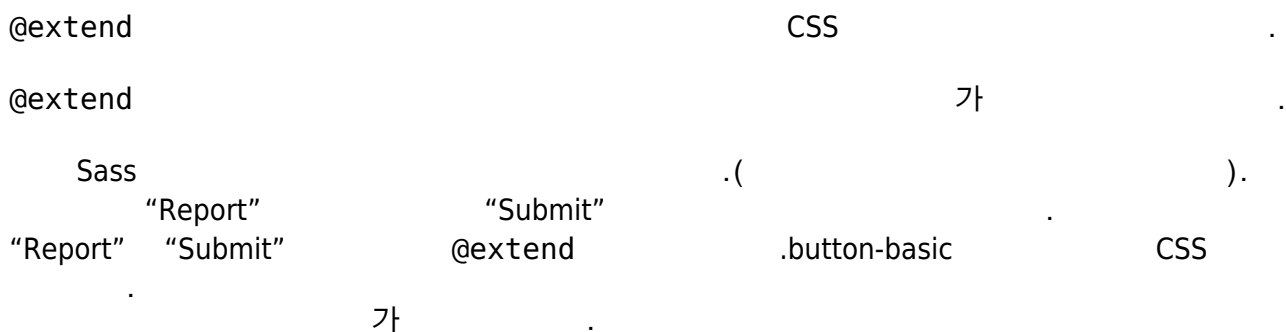 @extend CSS .
@extend 가 .
Sass .( ).
“Report” “Submit” .
“Report” “Submit” @extend .button-basic CSS
.
가 .